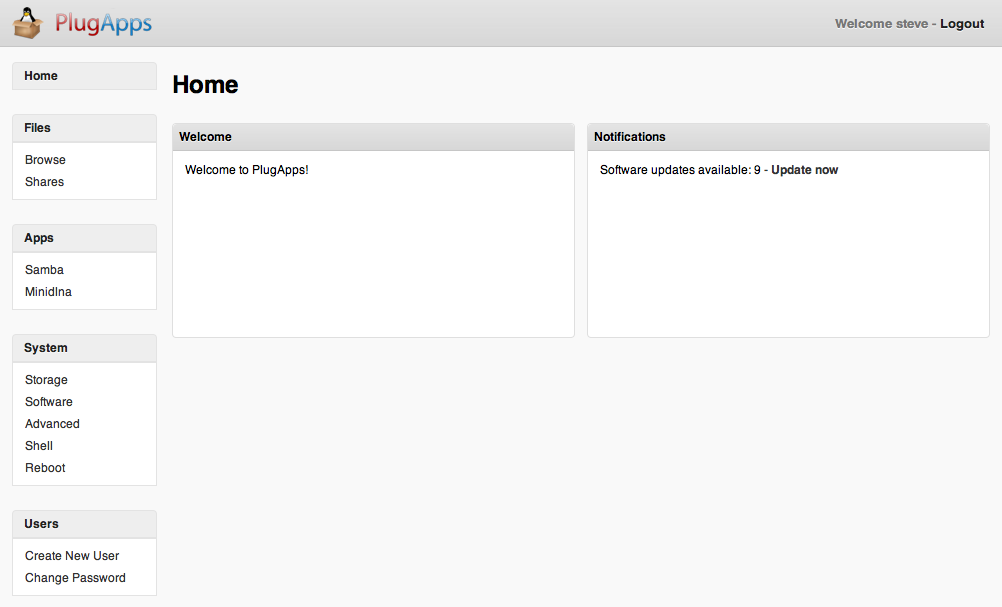 PlugApps
Welcome steve - Logout
Home
Files
Browse
Shares
Apps
Samba
Minidlna
System
Storage
Software
Advanced
Shell
Reboot
Users
Create New User
Change Password
Home
Welcome
Welcome to PlugApps!
Notifications
Software updates available: 9 - Update now